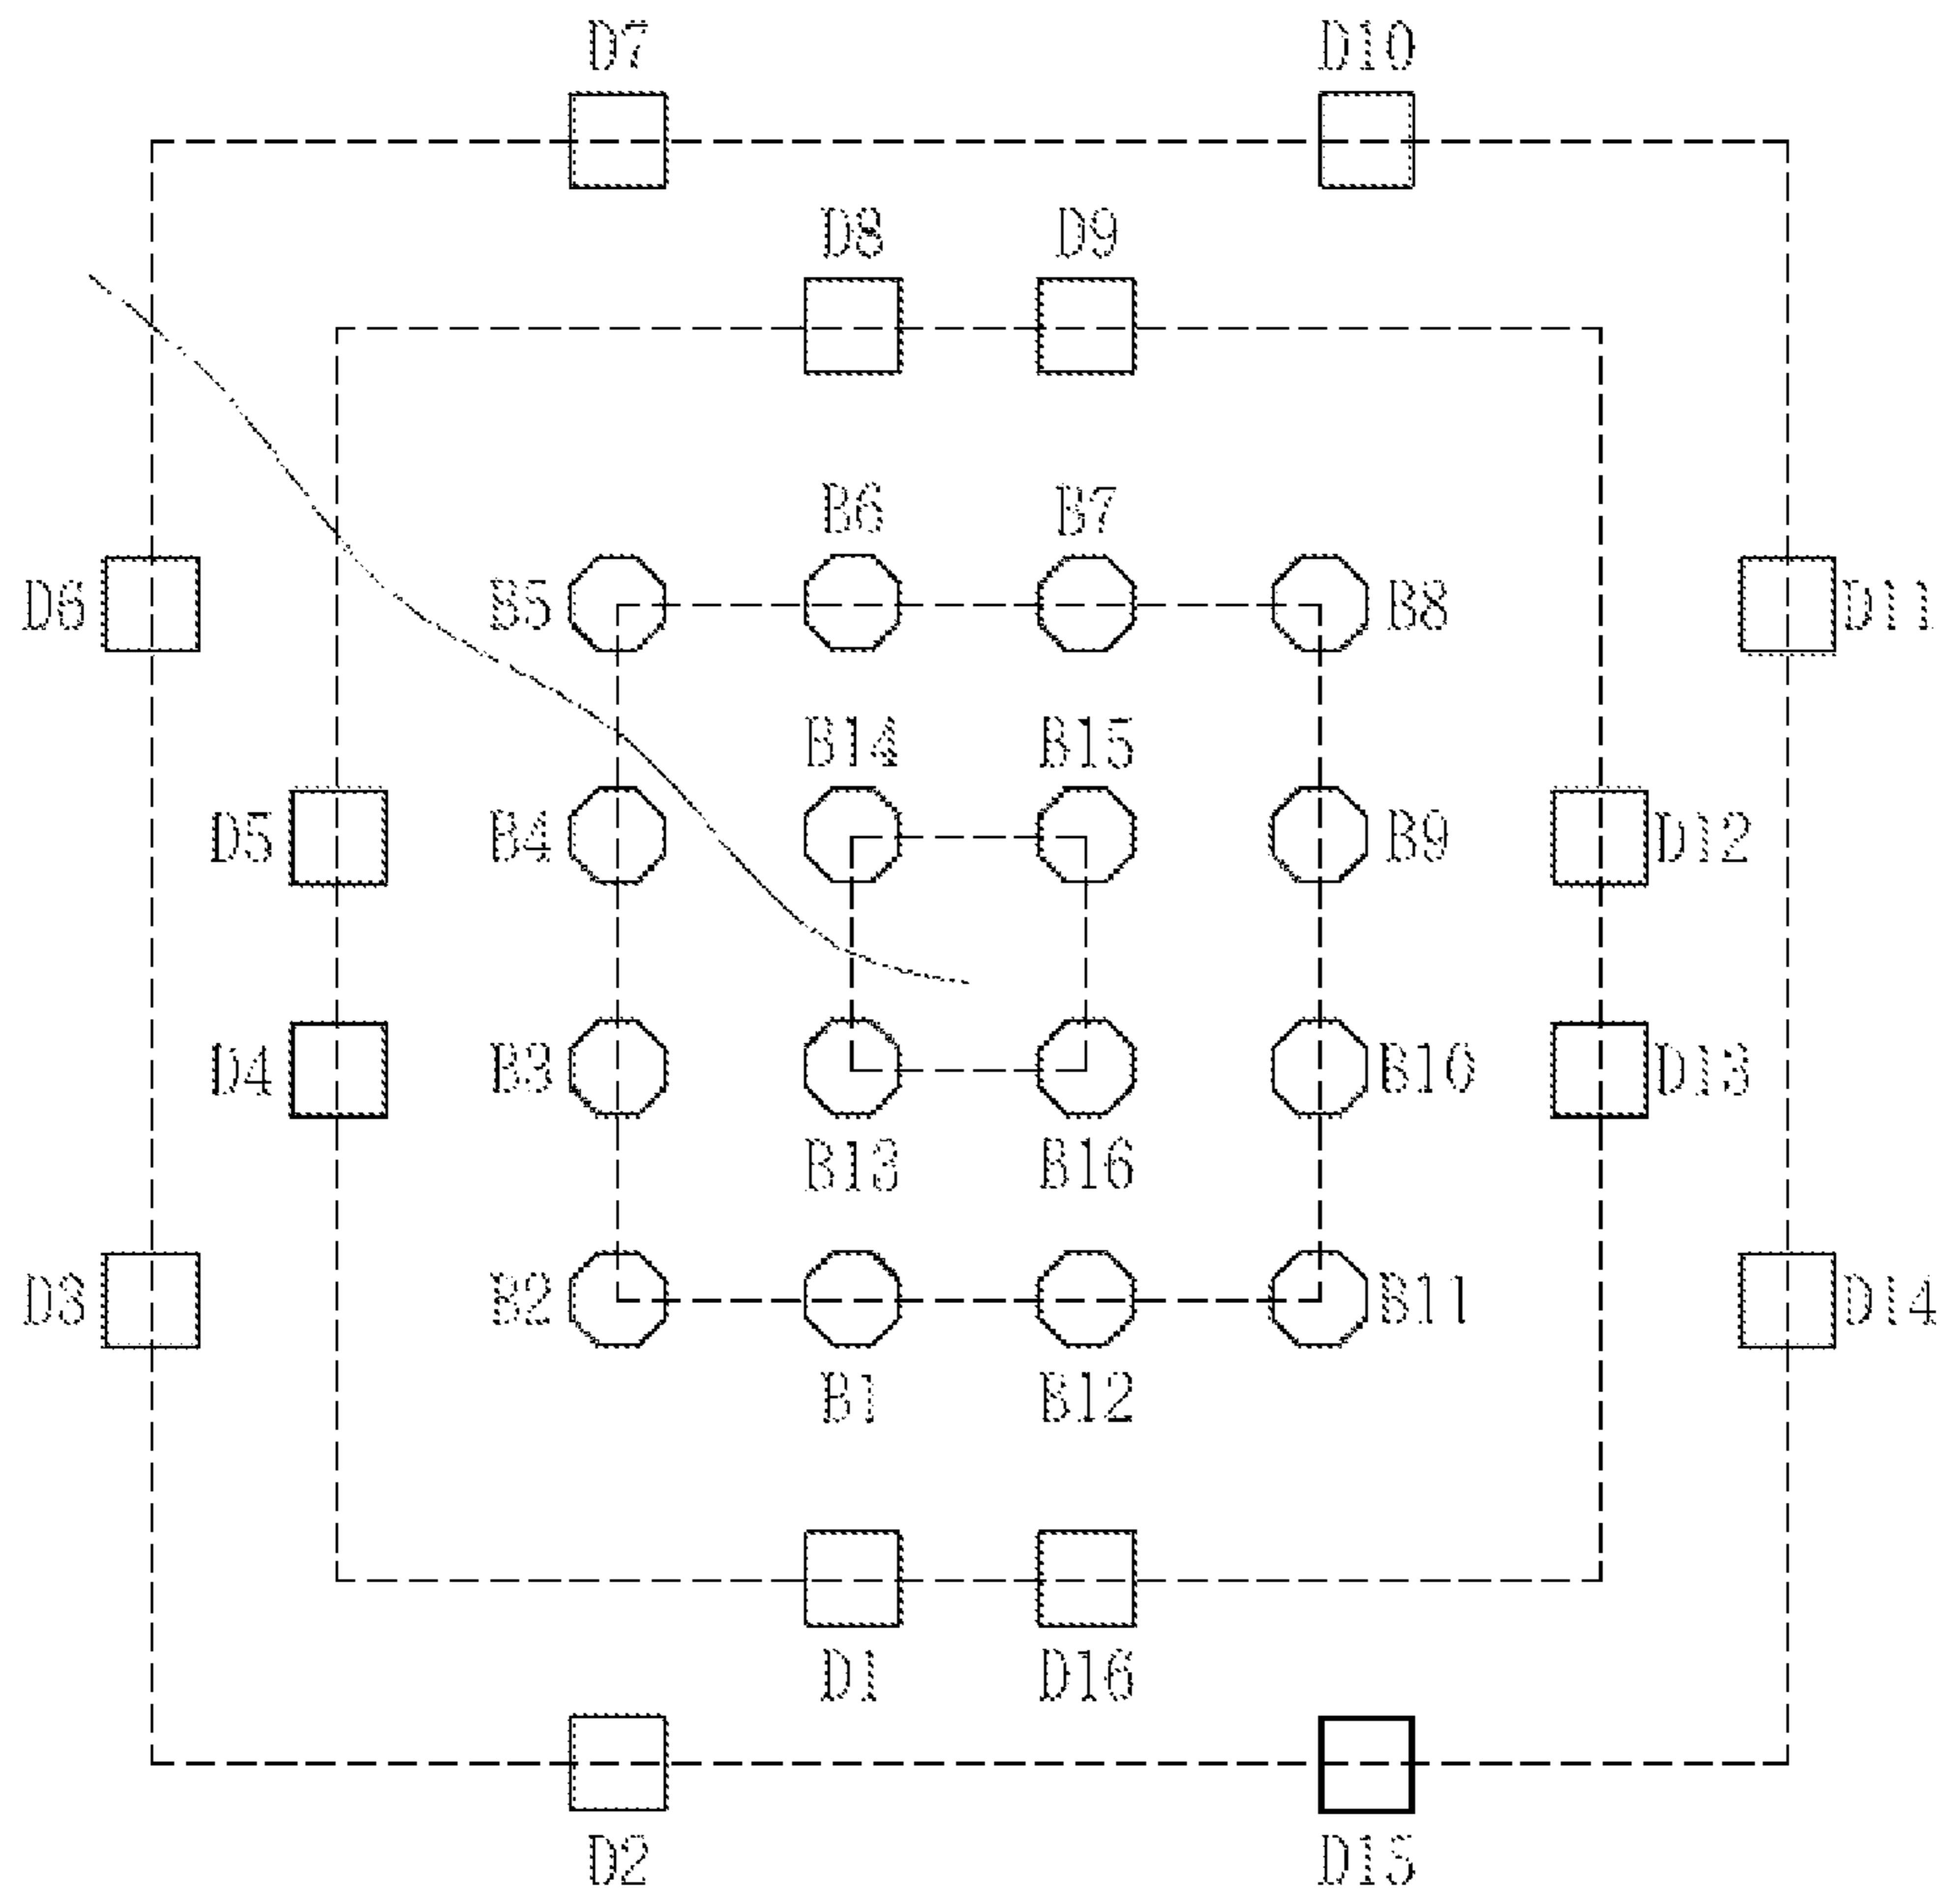 D7 D10
D8 D9
B6 B7
D6 B5 B8 D11
B14 B15
D5 B4 B9 D12
D4 B3 B10 D13
B13 B16
D3 B2 B11 D14
B1 B12
D1 D16
D2 D15